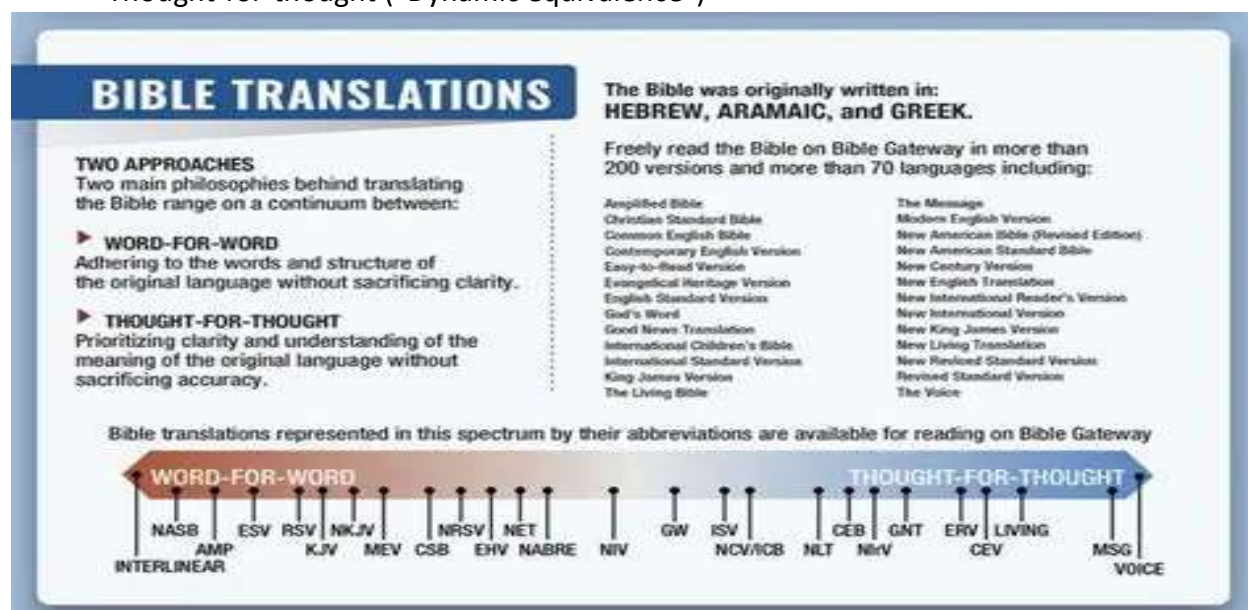 Thought-for-thought ("Dynamic equivalence")
BIBLE TRANSLATIONS
TWO APPROACHES
Two main philosophies behind translating
the Bible range on a continuum between:
WORD-FOR-WORD
Adhering to the words and structure of
the original language without sacrificing clarity.
THOUGHT-FOR-THOUGHT
Prioritizing clarity and understanding of the
meaning of the original language without
sacrificing accuracy.
The Bible was originally written in:
HEBREW, ARAMAIC, and GREEK.
Freely read the Bible on Bible Gateway in more than
200 versions and more than 70 languages including:
Amplified Bible
Christian Standard Bible
Common English Bible
Contemporary English Version
Easy-to-Read Version
Evangelical Heritage Version
English Standard Version
God's Word
Good News Translation
International Children's Bible
International Standard Version
King James Version
The Living Bible
The Message
Modern English Version
New American Bible (Revised Edition)
New American Standard Bible
New Century Version
New English Translation
New International Reader's Version
New International Version
New King James Version
New Living Translation
New Revised Standard Version
Revised Standard Version
The Voice
Bible translations represented in this spectrum by their abbreviations are available for reading on Bible Gateway
WORD-FOR-WORD THOUGHT-FOR-THOUGHT
NASB ESV RSV NKJV NRSV NET GW ISV CEB GNT ERV LIVING
AMP KJV MEV CSB EHV NABRE NIV NCV/ICB NLT NIrV CEV MSG
INTERLINEAR VOICE